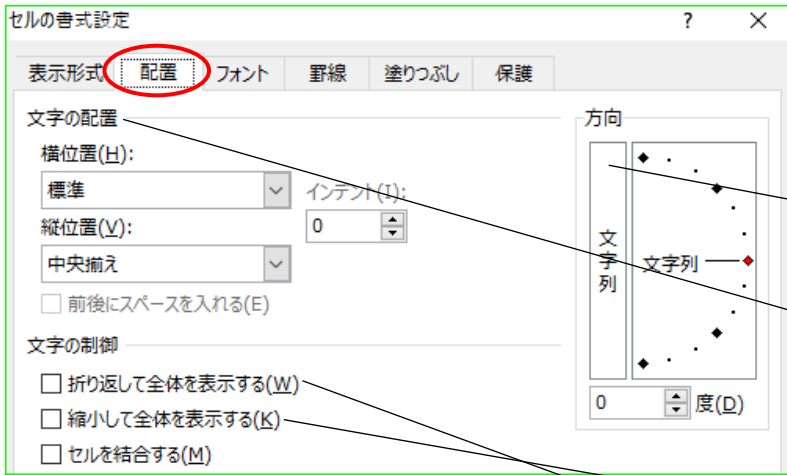 セルの書式設定 ?
表示形式 配置 フォント 罫線 塗りつぶし 保護
文字の配置
横位置(H):
標準
インデント(I):
0
縦位置(V):
中央揃え
前後にスペースを入れる(E)
文字の制御
折り返して全体を表示する(W)
縮小して全体を表示する(K)
セルを結合する(M)
方向
文字列
文字列
0 度(D)